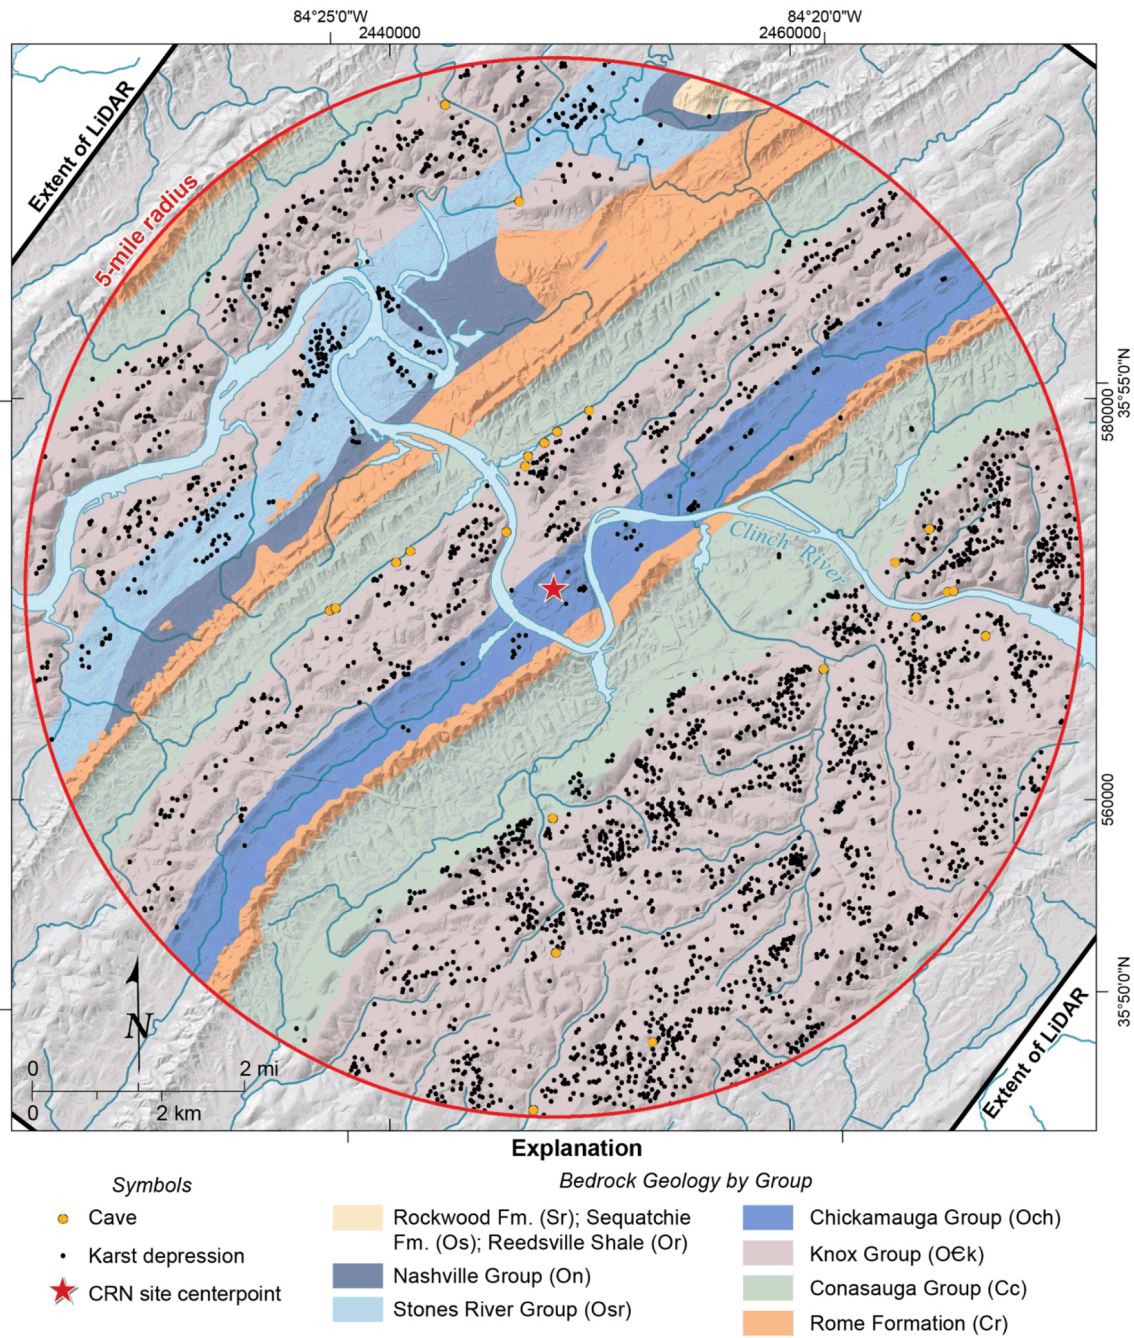 84°25'0"W
84°20'0"W
2440000
2460000
Extent of LiDAR
5-mile radius
35°55'0"N
580000
Clinch River
560000
35°50'0"N
Extent of LiDAR
N
0
2 mi
0
2 km
Explanation
Symbols
Cave
Karst depression
CRN site centerpoint
Bedrock Geology by Group
Rockwood Fm. (Sr); Sequatchie
Fm. (Os); Reedsville Shale (Or)
Nashville Group (On)
Stones River Group (Osr)
Chickamauga Group (Och)
Knox Group (O€k)
Conasauga Group (Cc)
Rome Formation (Cr)